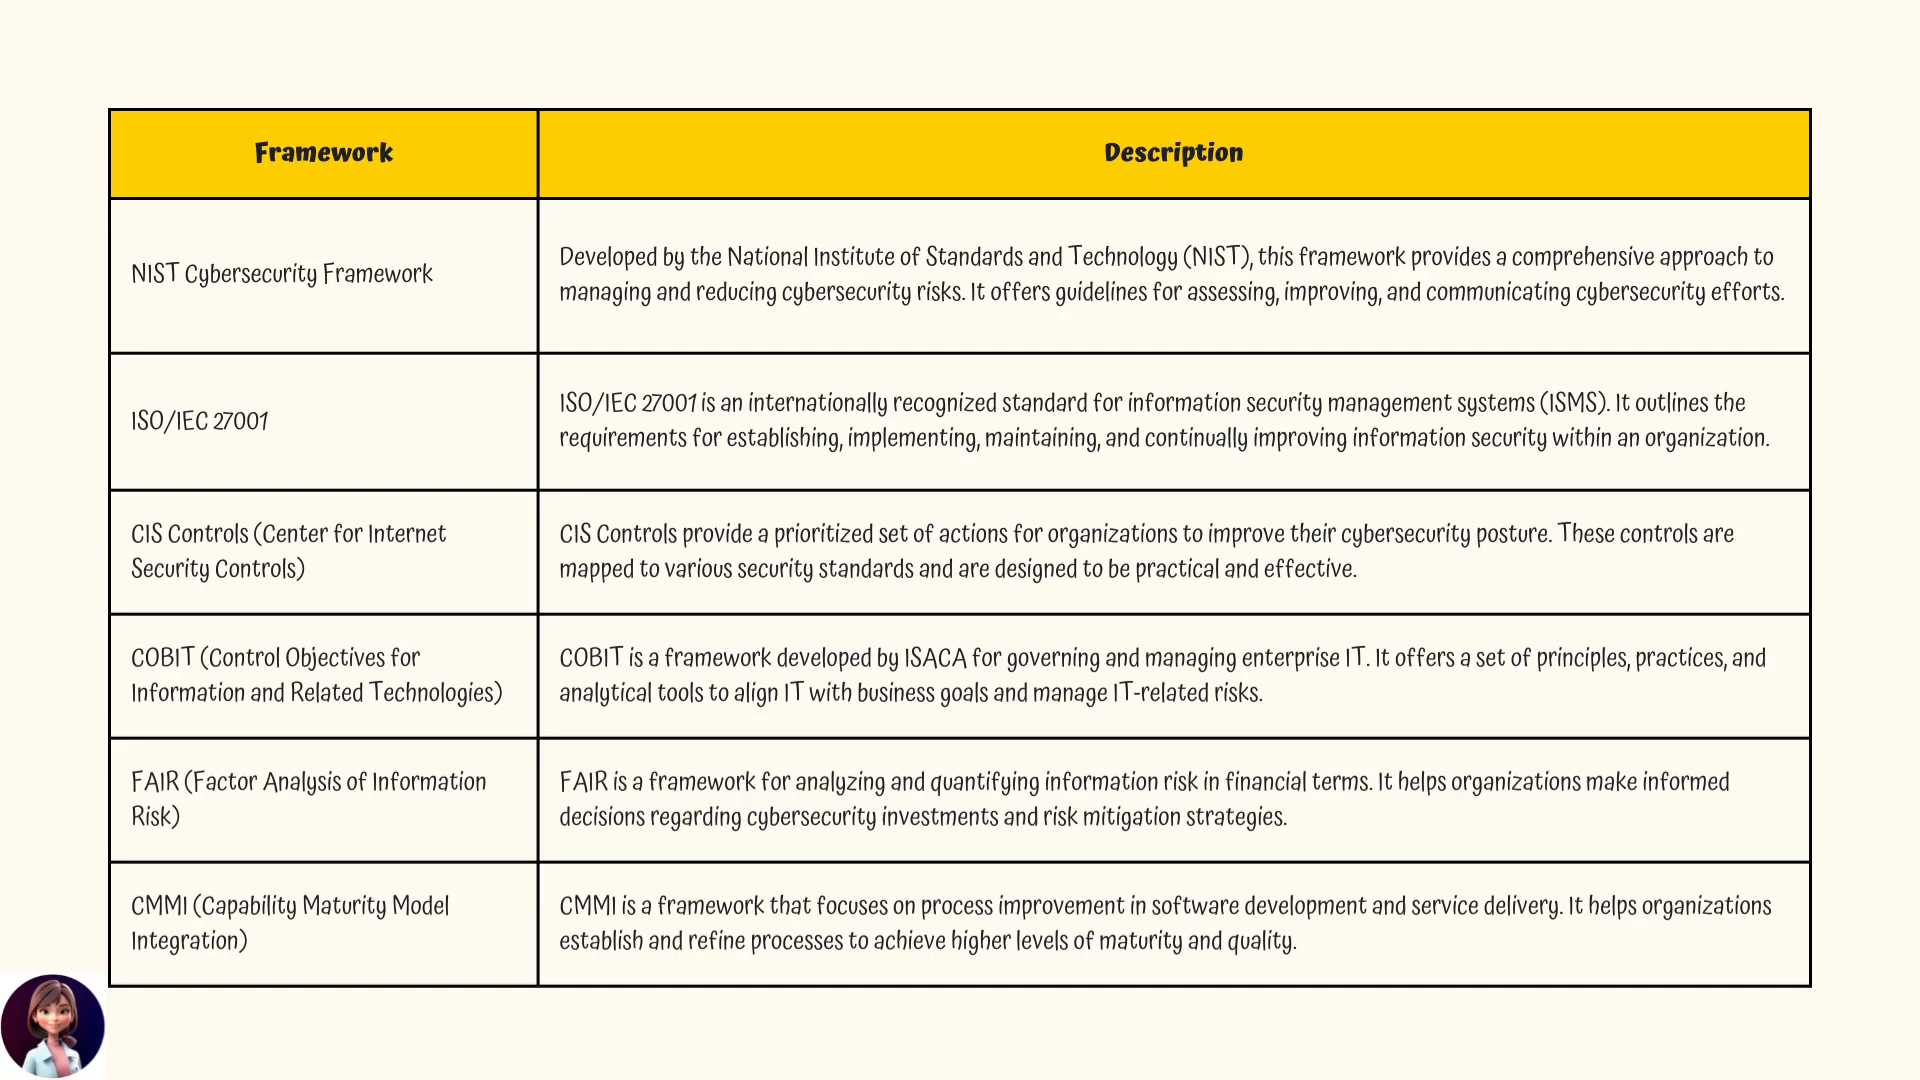 Framework
Description
NIST Cybersecurity Framework
Developed by the National Institute of Standards and Technology (NIST), this framework provides a comprehensive approach to
managing and reducing cybersecurity risks. It offers guidelines for assessing, improving, and communicating cybersecurity efforts.
ISO/IEC 27001
ISO/IEC 27001 is an internationally recognized standard for information security management systems (ISMS). It outlines the
requirements for establishing, implementing, maintaining, and continually improving information security within an organization.
CIS Controls (Center for Internet
Security Controls)
CIS Controls provide a prioritized set of actions for organizations to improve their cybersecurity posture. These controls are
mapped to various security standards and are designed to be practical and effective.
COBIT (Control Objectives for
Information and Related Technologies)
COBIT is a framework developed by ISACA for governing and managing enterprise IT. It offers a set of principles, practices, and
analytical tools to align IT with business goals and manage IT-related risks.
FAIR (Factor Analysis of Information
Risk)
FAIR is a framework for analyzing and quantifying information risk in financial terms. It helps organizations make informed
decisions regarding cybersecurity investments and risk mitigation strategies.
CMMI (Capability Maturity Model
Integration)
CMMI is a framework that focuses on process improvement in software development and service delivery. It helps organizations
establish and refine processes to achieve higher levels of maturity and quality.